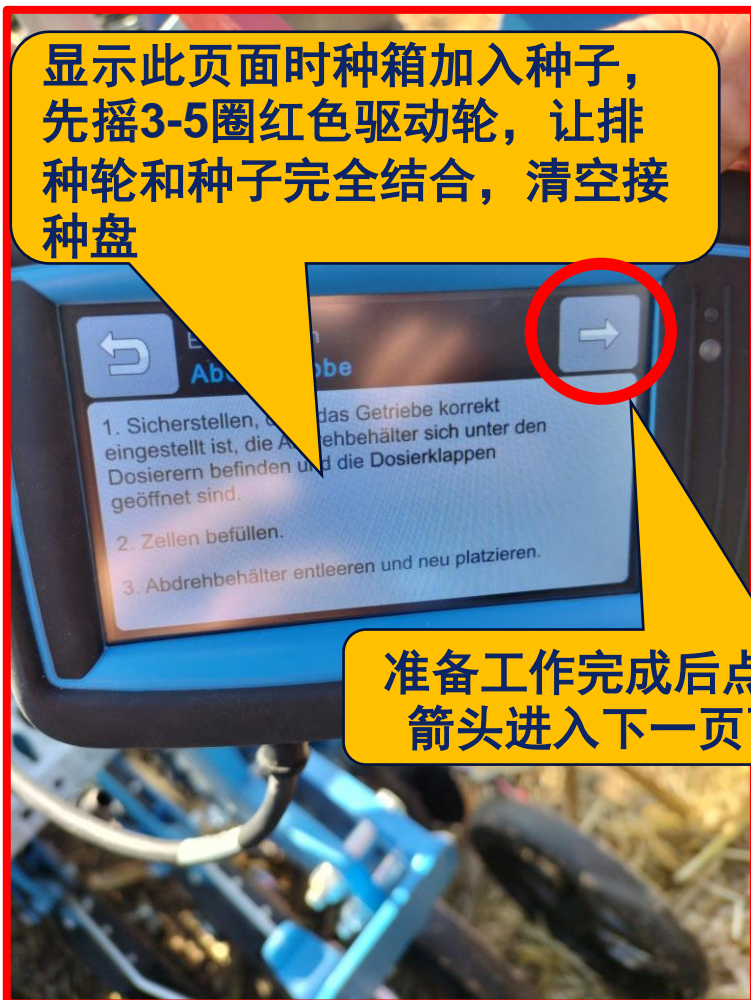 显示此页面时种箱加入种子，
先摇3-5圈红色驱动轮，让排
种轮和种子完全结合，清空接
种盘
1. Sicherstellen, das Getriebe korrekt
eingestellt ist, die sich unter den
Dosierern befinden und die Dosierklappen
geöffnet sind.
2. Zellen befüllen.
3. Abdrehbehälter entleeren und neu platzieren.
准备工作完成后点
箭头进入下一页